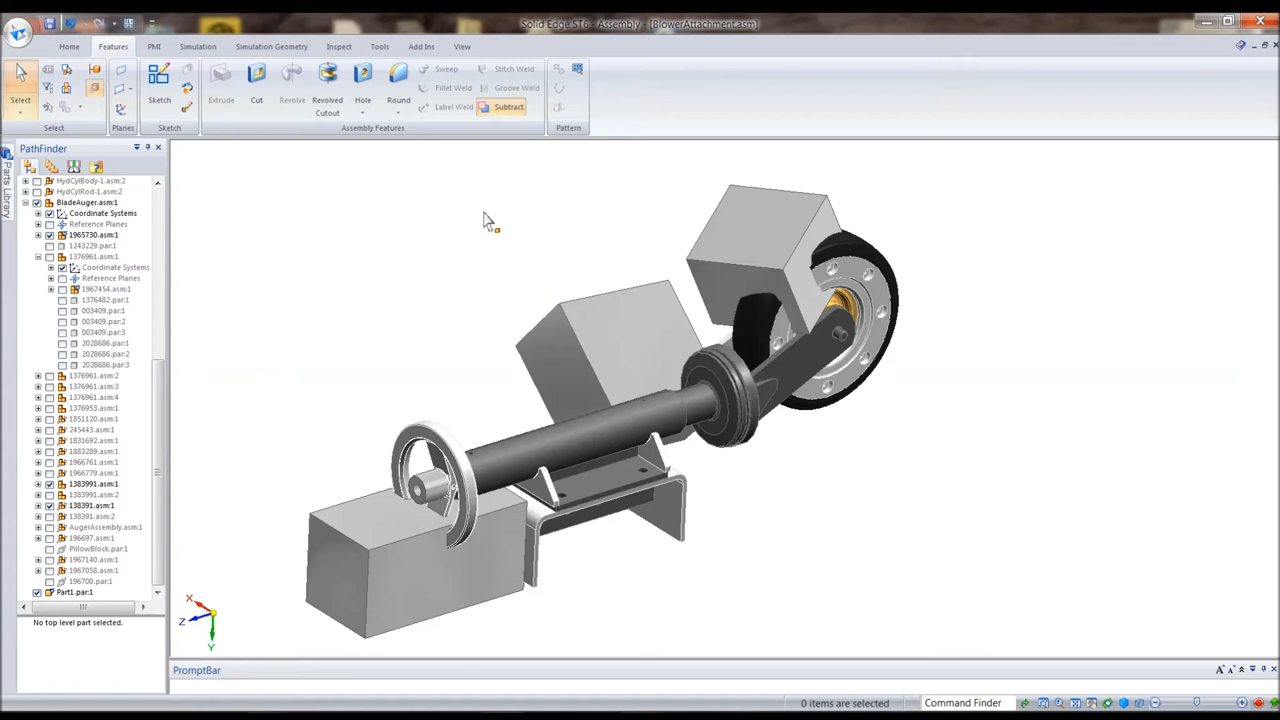 Solid Edge ST6 - Assembly - [BlowerAttachment.asm]
Home Features PMI Simulation Simulation Geometry Inspect Tools Add Ins View
Select Sketch Extrude Cut Revolve Revolved Cutout Hole Round
Sweep Stitch Weld
Fillet Weld Groove Weld
Label Weld Subtract
Select Planes Sketch Assembly Features Pattern
Parts Library
PathFinder
HydCylBody-1.asm:2
HydCylRod-1.asm:2
BladeAuger.asm:1
Coordinate Systems
Reference Planes
1965730.asm:1
1243229.par:1
1376961.asm:1
Coordinate Systems
Reference Planes
1967454.asm:1
1376482.par:1
003409.par:1
003409.par:2
003409.par:3
2028686.par:1
2028686.par:2
2028686.par:3
1376961.asm:2
1376961.asm:3
1376961.asm:4
1376953.asm:1
1851120.asm:1
245443.asm:1
1831692.asm:1
1883289.asm:1
1966761.asm:1
1966779.asm:1
1383991.asm:1
1383991.asm:2
138391.asm:1
138391.asm:2
AugerAssembly.asm:1
196697.asm:1
PillowBlock.par:1
1967140.asm:1
1967058.asm:1
196700.par:1
Part1.par:1
No top level part selected.
X
Z
Y
PromptBar
0 items are selected
Command Finder